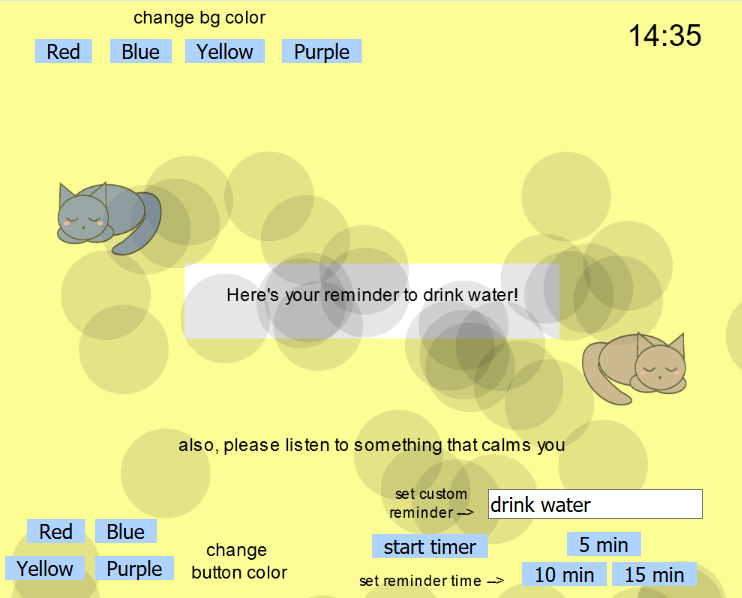 change bg color
14:35
Red Blue Yellow Purple
Here's your reminder to drink water!
also, please listen to something that calms you
set custom
reminder -->
drink water
Red Blue
start timer
5 min
change
button color
Yellow Purple
set reminder time -->
10 min 15 min